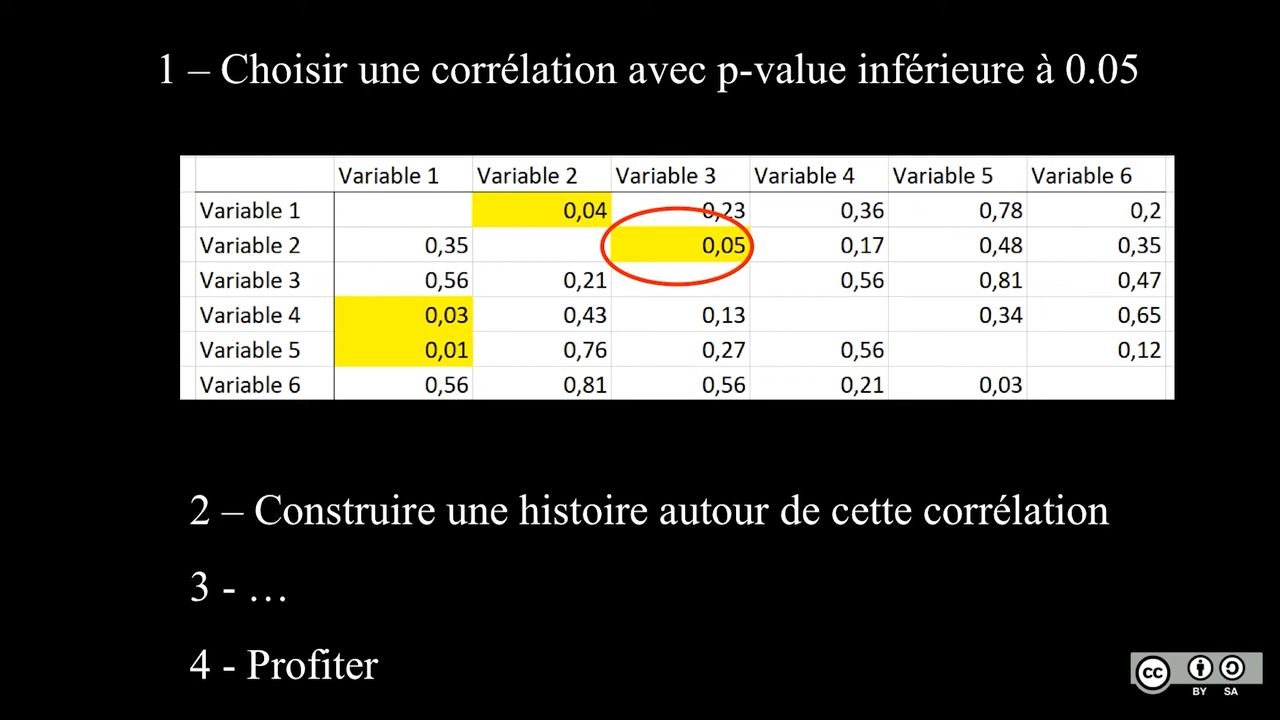 1 – Choisir une corrélation avec p-value inférieure à 0.05
Variable 1 Variable 2 Variable 3 Variable 4 Variable 5 Variable 6
Variable 1 0,04 0,23 0,36 0,78 0,2
Variable 2 0,35 0,05 0,17 0,48 0,35
Variable 3 0,56 0,21 0,56 0,81 0,47
Variable 4 0,03 0,43 0,13 0,34 0,65
Variable 5 0,01 0,76 0,27 0,56 0,12
Variable 6 0,56 0,81 0,56 0,21 0,03
2 – Construire une histoire autour de cette corrélation
3 - …
4 - Profiter
cc
BY SA